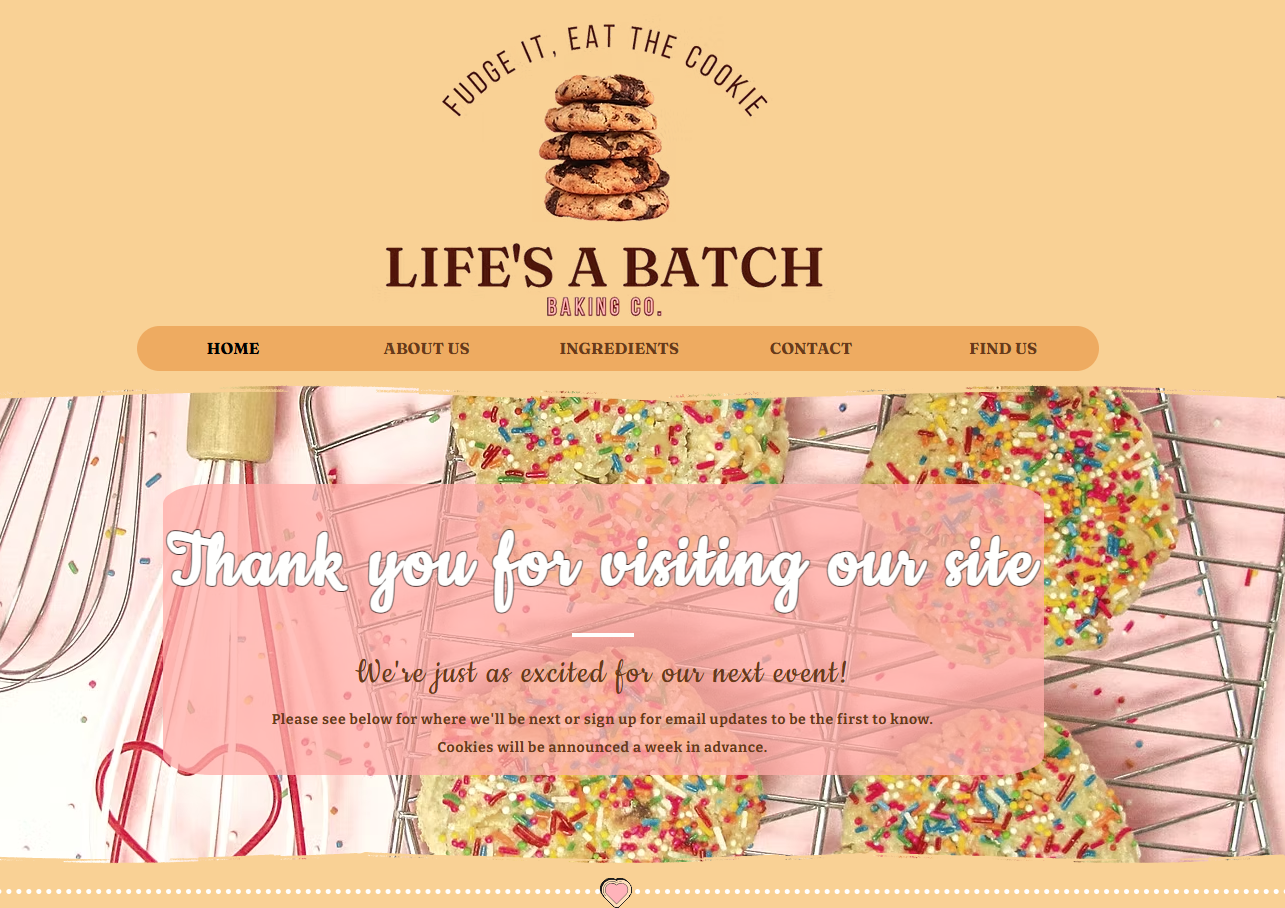 FUDGE IT, EAT THE COOKIE
LIFE'S A BATCH
BAKING CO.
HOME ABOUT US INGREDIENTS CONTACT FIND US
Thank you for visiting our site
We're just as excited for our next event!
Please see below for where we'll be next or sign up for email updates to be the first to know.
Cookies will be announced a week in advance.